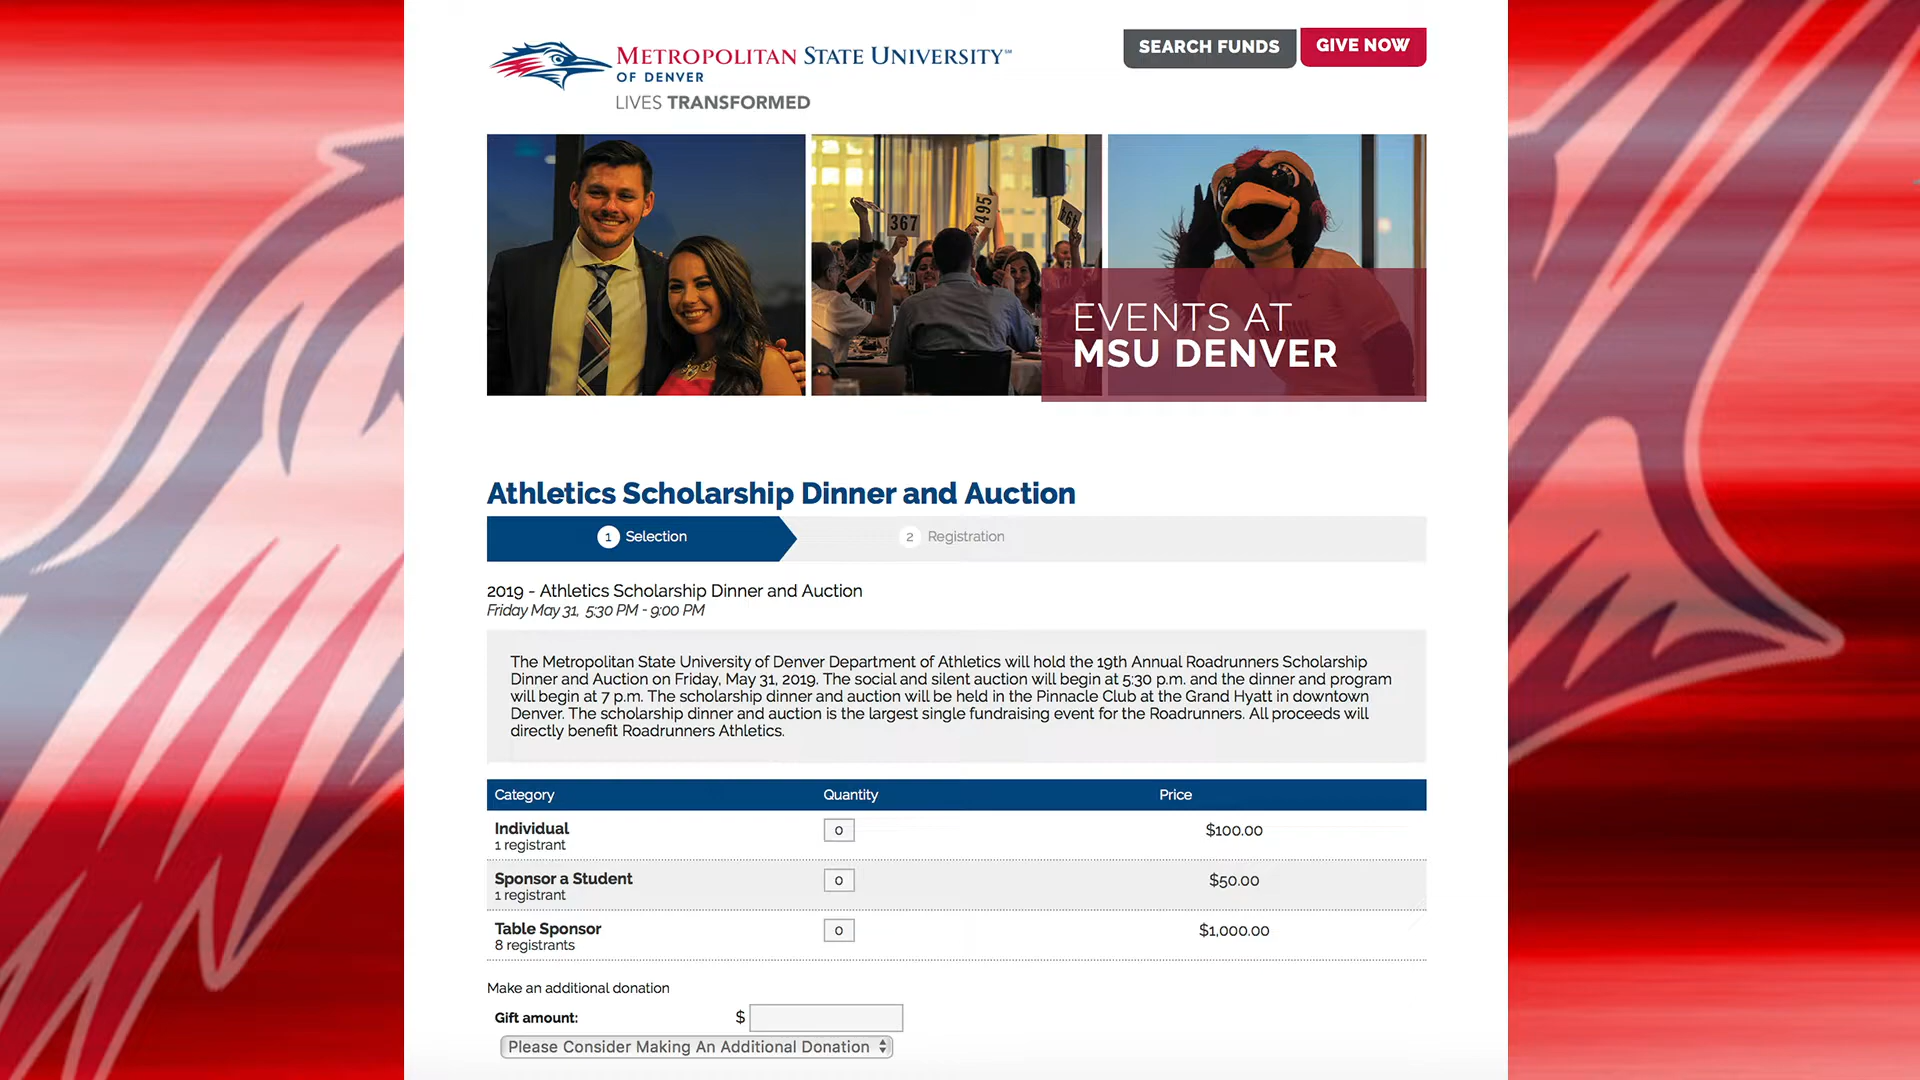 METROPOLITAN STATE UNIVERSITY℠
OF DENVER
LIVES TRANSFORMED
SEARCH FUNDS
GIVE NOW
367
495
494
EVENTS AT
MSU DENVER
Athletics Scholarship Dinner and Auction
1 Selection
2 Registration
2019 - Athletics Scholarship Dinner and Auction
Friday May 31, 5:30 PM - 9:00 PM
The Metropolitan State University of Denver Department of Athletics will hold the 19th Annual Roadrunners Scholarship
Dinner and Auction on Friday, May 31, 2019. The social and silent auction will begin at 5:30 p.m. and the dinner and program
will begin at 7 p.m. The scholarship dinner and auction will be held in the Pinnacle Club at the Grand Hyatt in downtown
Denver. The scholarship dinner and auction is the largest single fundraising event for the Roadrunners. All proceeds will
directly benefit Roadrunners Athletics.
Category Quantity Price
Individual
1 registrant
0 $100.00
Sponsor a Student
1 registrant
0 $50.00
Table Sponsor
8 registrants
0 $1,000.00
Make an additional donation
Gift amount: $
Please Consider Making An Additional Donation